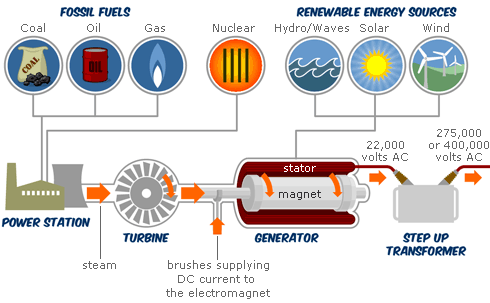 FOSSIL FUELS
RENEWABLE ENERGY SOURCES
Coal
Oil
Gas
Nuclear
Hydro/Waves
Solar
Wind
COAL
OIL
22,000
volts AC
275,000
or 400,000
volts AC
stator
magnet
POWER STATION
TURBINE
GENERATOR
STEP UP
TRANSFORMER
steam
brushes supplying
DC current to
the electromagnet